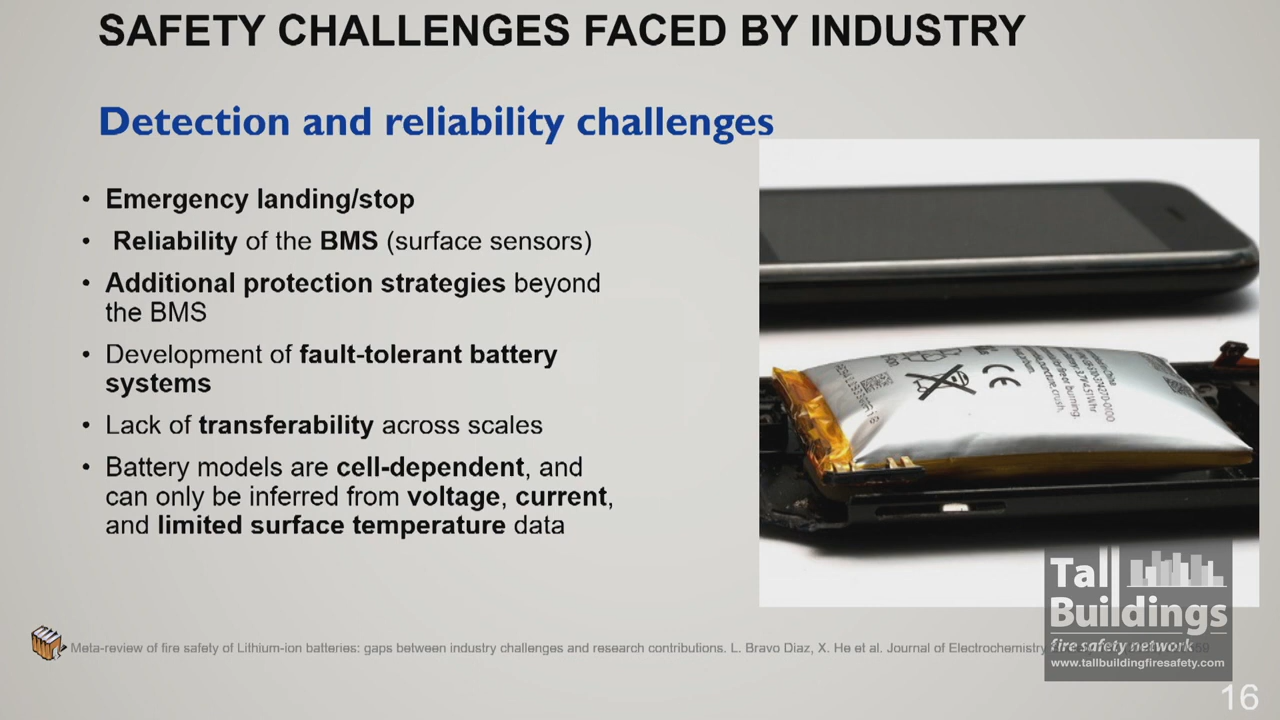 SAFETY CHALLENGES FACED BY INDUSTRY
Detection and reliability challenges
• Emergency landing/stop
• Reliability of the BMS (surface sensors)
• Additional protection strategies beyond
the BMS
• Development of fault-tolerant battery
systems
• Lack of transferability across scales
• Battery models are cell-dependent, and
can only be inferred from voltage, current,
and limited surface temperature data
CE
Tall
Buildings
fire safety network
www.tallbuildingfiresafety.com
Meta-review of fire safety of Lithium-ion batteries: gaps between industry challenges and research contributions. L. Bravo Diaz, X. He et al. Journal of Electrochemistry
16